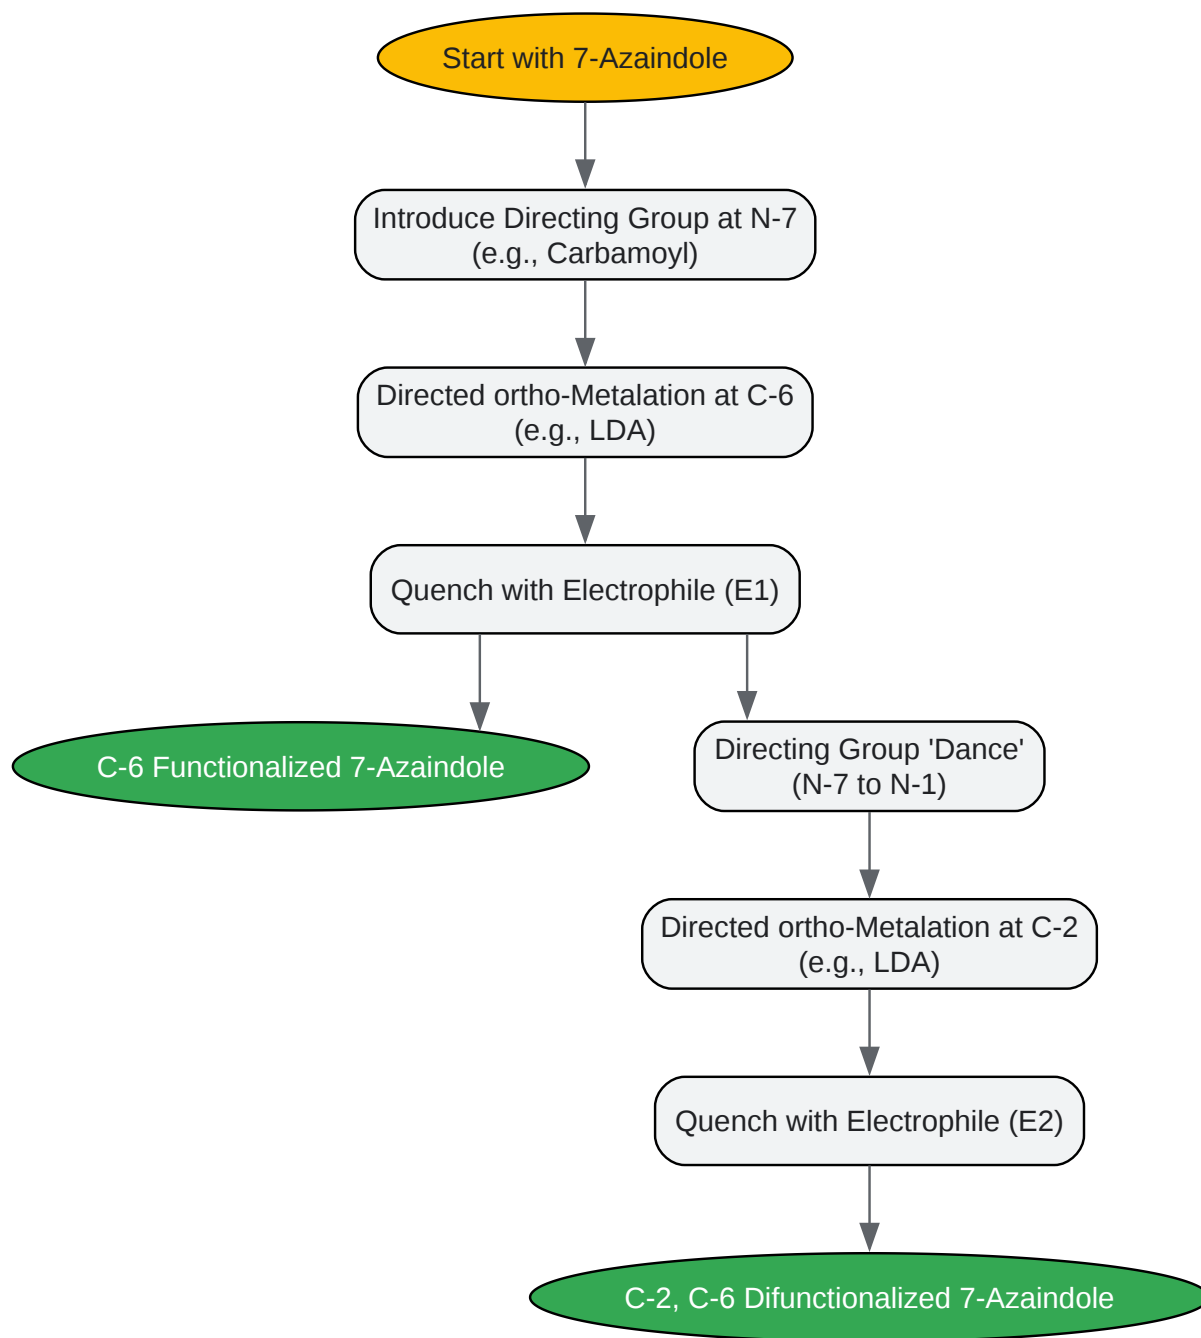 Start with 7-Azaindole
Introduce Directing Group at N-7
(e.g., Carbamoyl)
Directed ortho-Metalation at C-6
(e.g., LDA)
Quench with Electrophile (E1)
C-6 Functionalized 7-Azaindole
Directing Group 'Dance'
(N-7 to N-1)
Directed ortho-Metalation at C-2
(e.g., LDA)
Quench with Electrophile (E2)
C-2, C-6 Difunctionalized 7-Azaindole